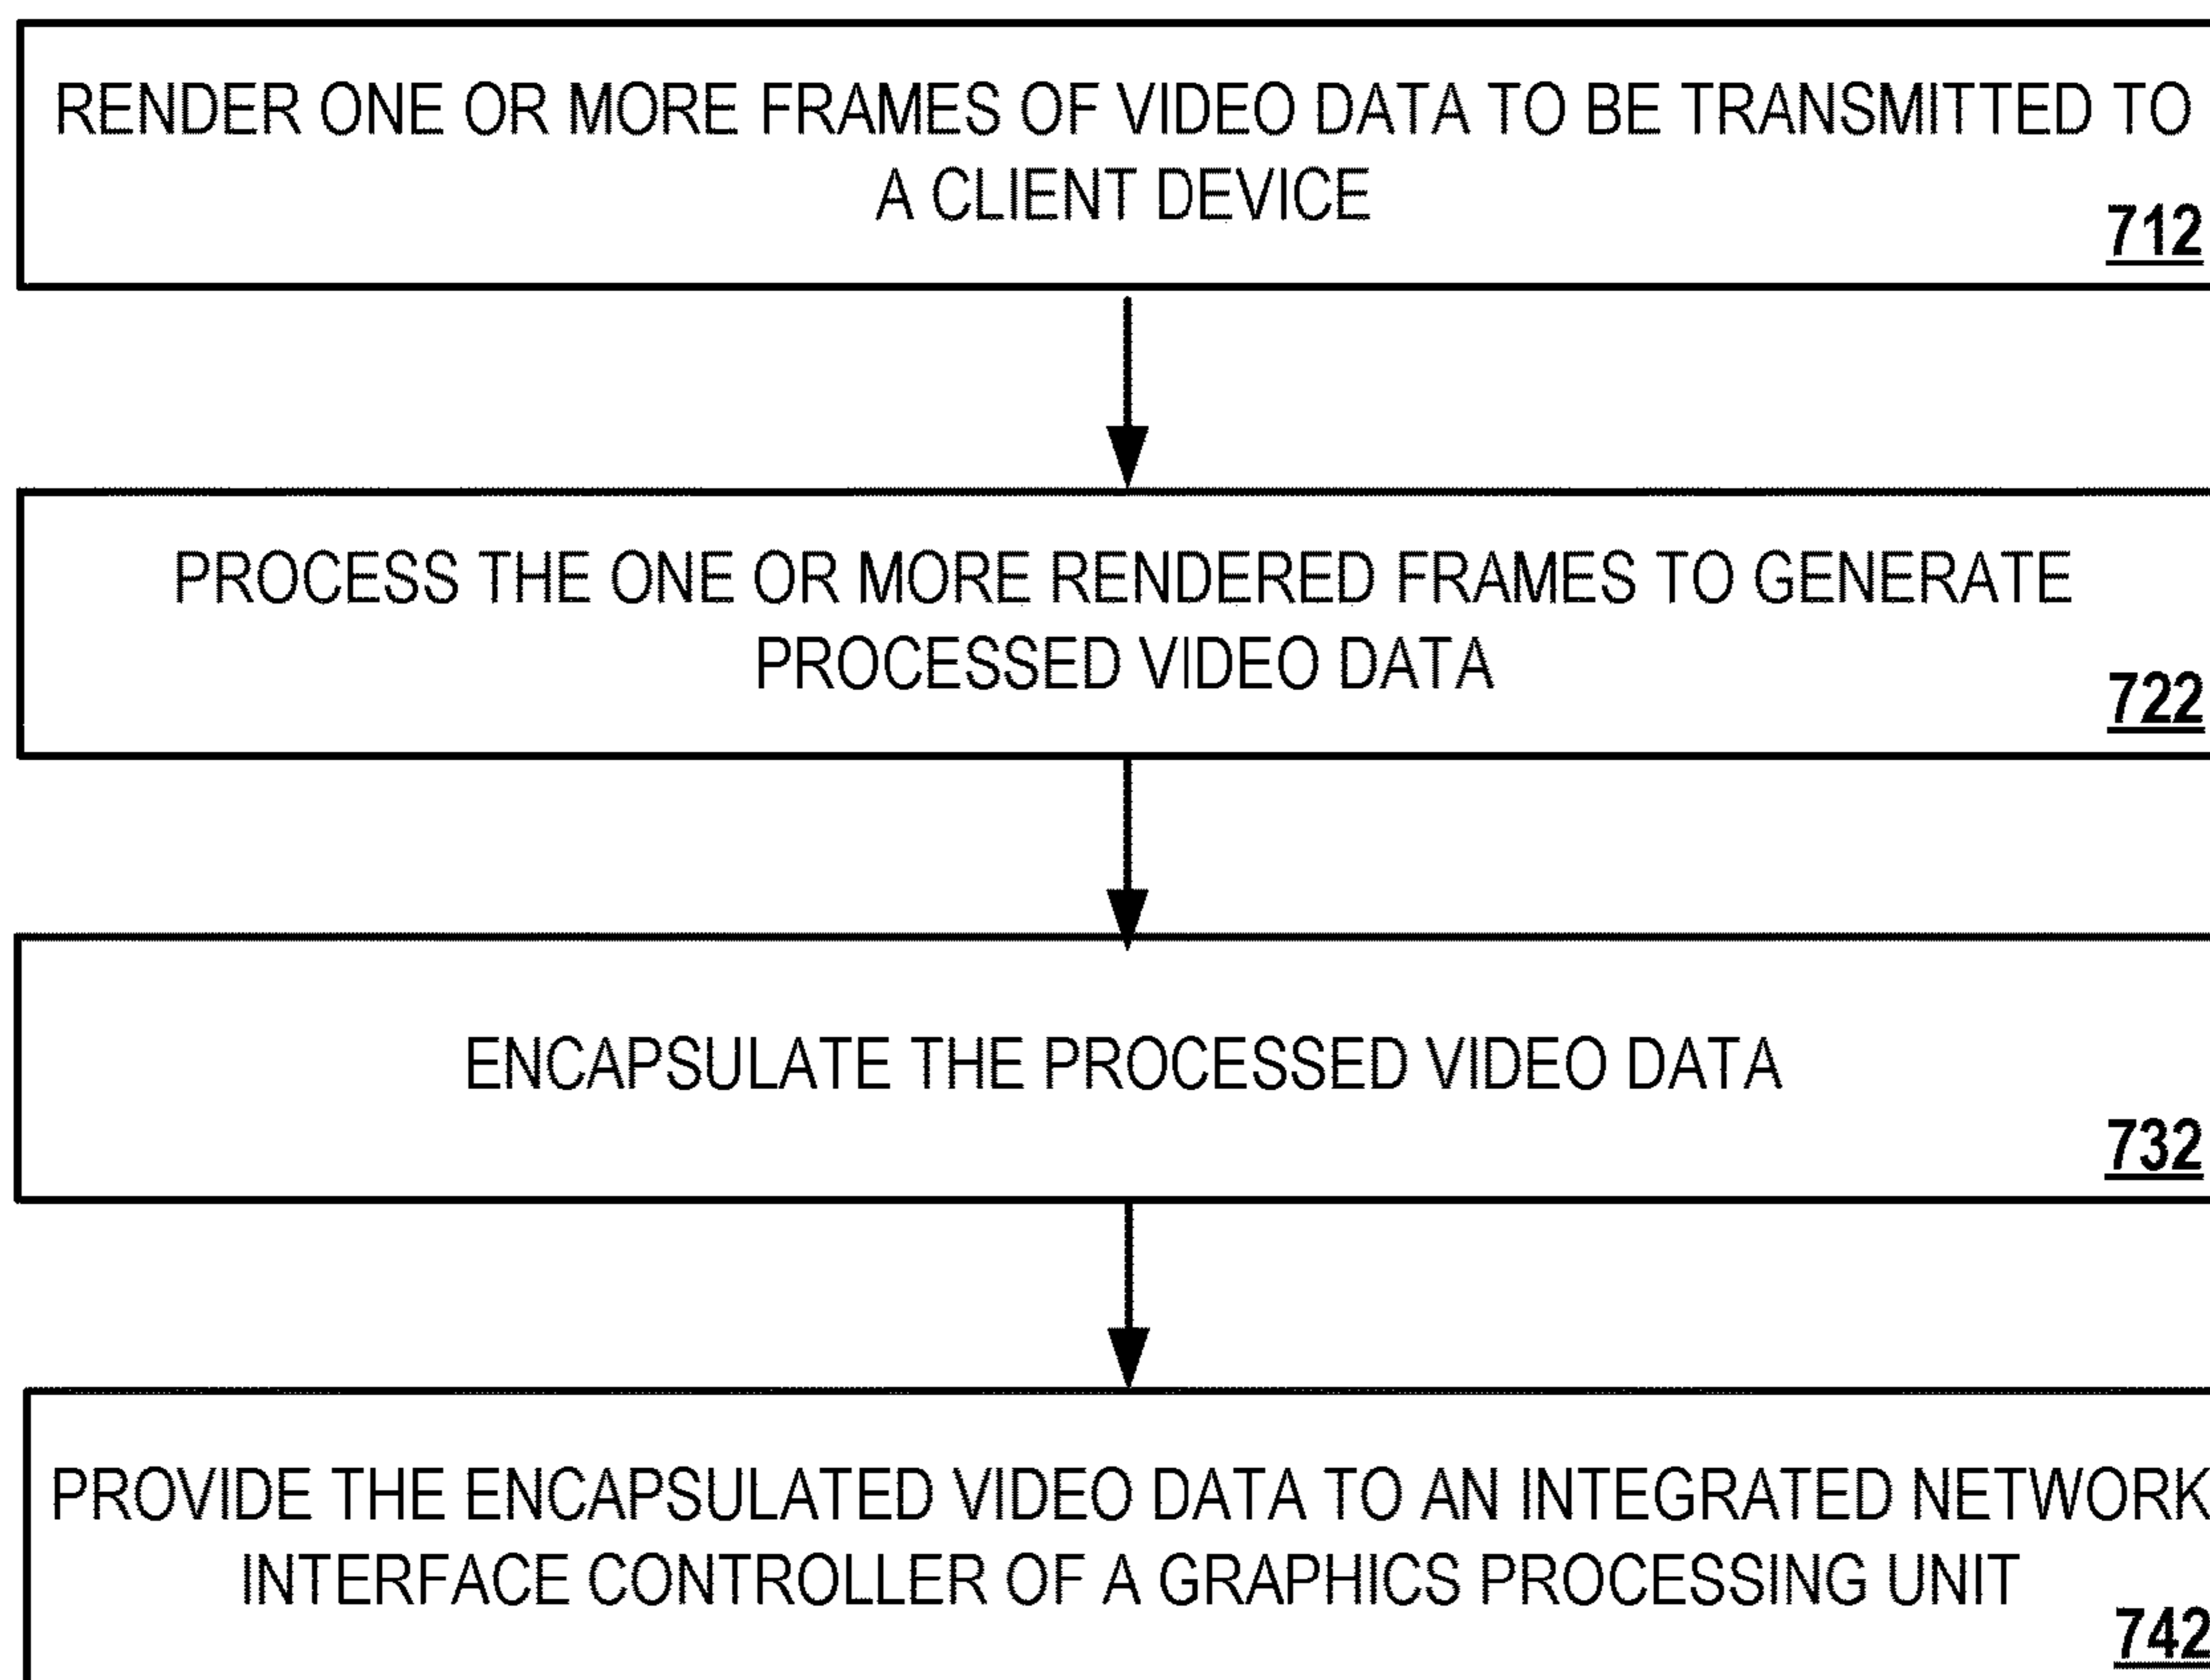 RENDER ONE OR MORE FRAMES OF VIDEO DATA TO BE TRANSMITTED TO
A CLIENT DEVICE
712
PROCESS THE ONE OR MORE RENDERED FRAMES TO GENERATE
PROCESSED VIDEO DATA
722
ENCAPSULATE THE PROCESSED VIDEO DATA
732
PROVIDE THE ENCAPSULATED VIDEO DATA TO AN INTEGRATED NETWORK
INTERFACE CONTROLLER OF A GRAPHICS PROCESSING UNIT
742